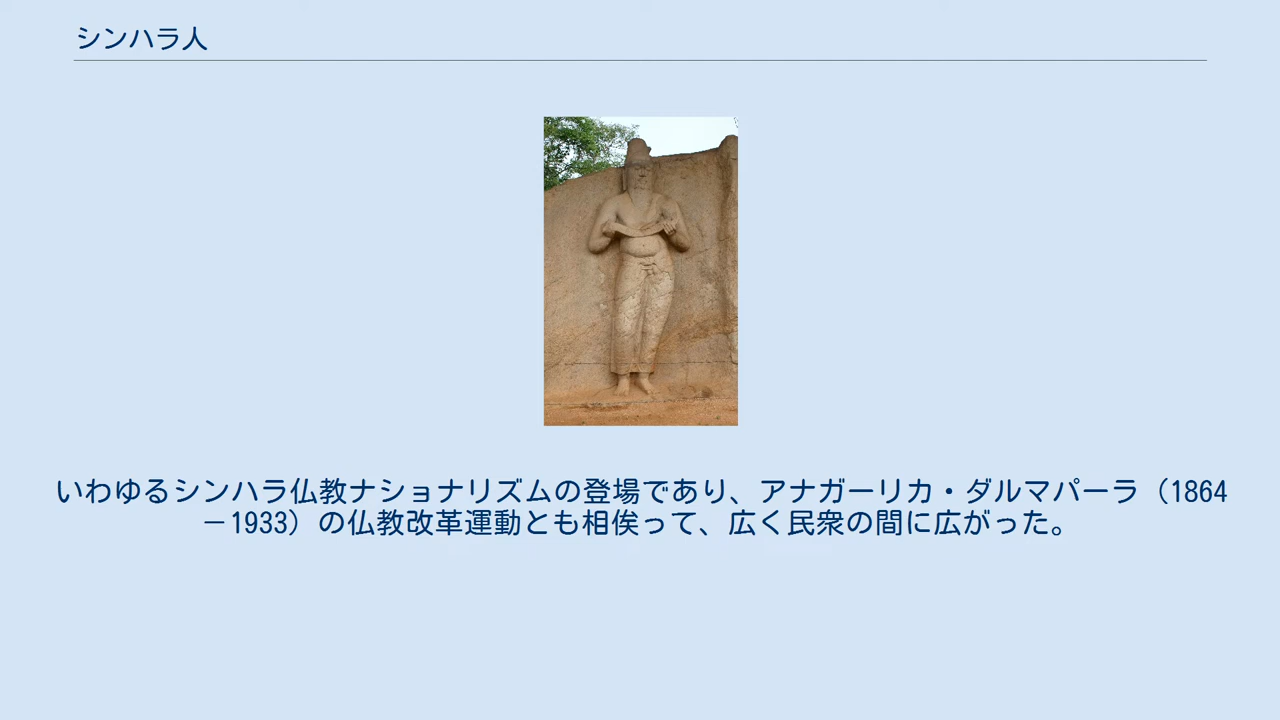 シンハラ人
いわゆるシンハラ仏教ナショナリズムの登場であり、アナガーリカ・ダルマパーラ（1864
－1933）の仏教改革運動とも相俟って、広く民衆の間に広がった。